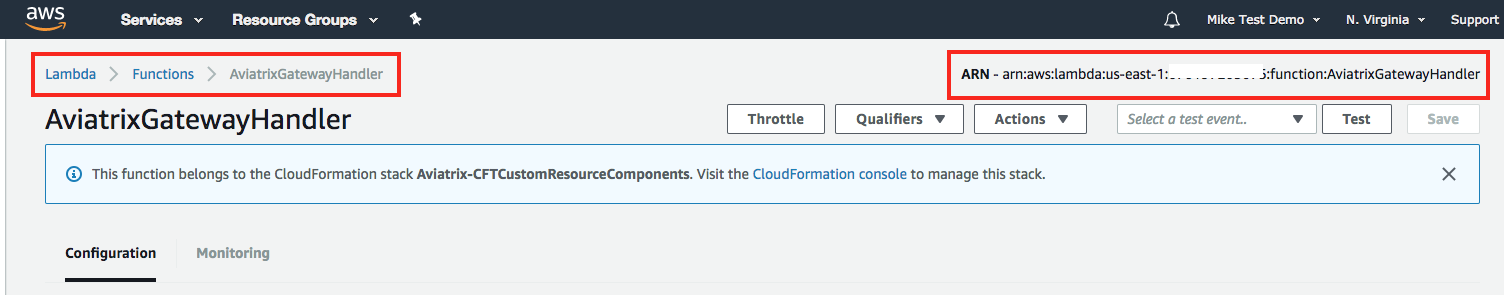 aws Services Resource Groups Mike Test Demo N. Virginia Support
Lambda Functions AviatrixGatewayHandler
ARN - arn:aws:lambda:us-east-1: :function:AviatrixGatewayHandler
AviatrixGatewayHandler
Throttle Qualifiers Actions Select a test event.. Test Save
This function belongs to the CloudFormation stack Aviatrix-CFTCustomResourceComponents. Visit the CloudFormation console to manage this stack.
Configuration Monitoring